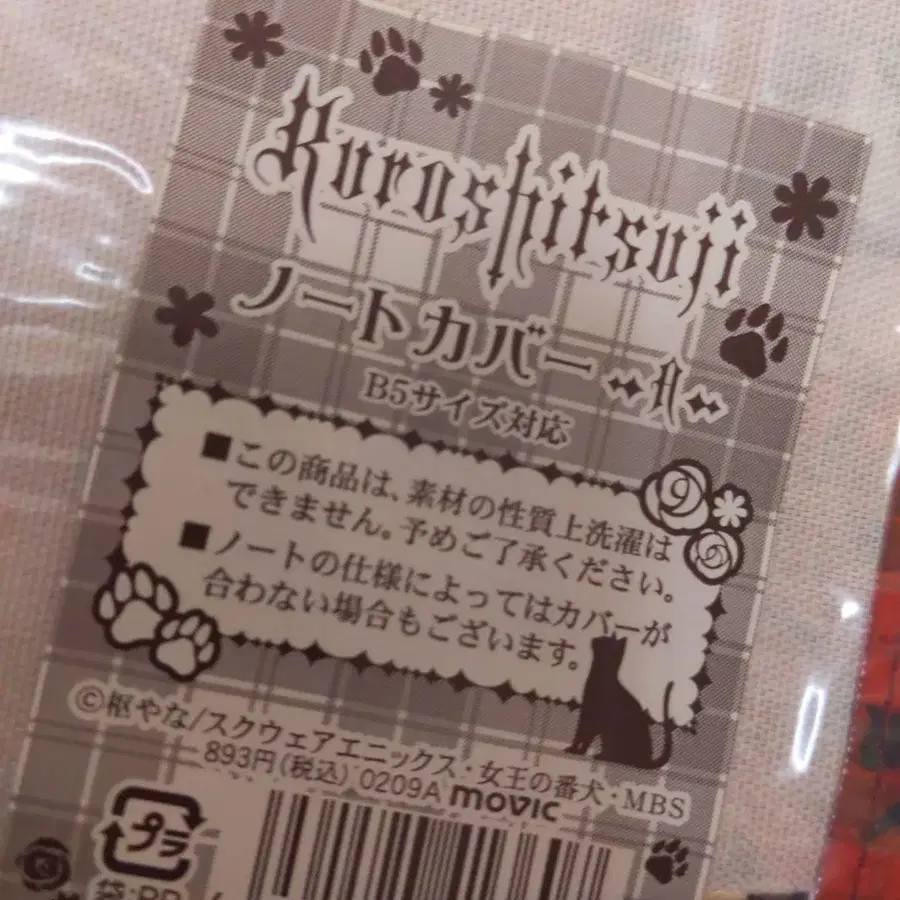 Kuroshitsuji
ノートカバー A
B5サイズ対応
■この商品は、素材の性質上洗濯は
できません。予めご了承ください。
■ノートの仕様によってはカバーが
合わない場合もございます。
©枢やな/スクウェアエニックス・女王の番犬・MBS
893円(税込) 0209A movic
プラ
袋:PP